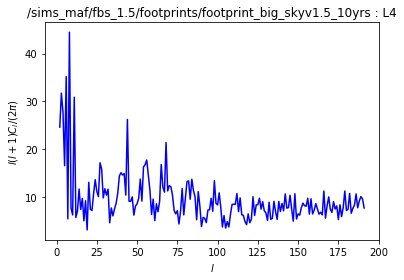 /sims_maf/fbs_1.5/footprints/footprint_big_skyv1.5_10yrs : L4
40
30
20
10
l(l + 1)C_l/(2π)
0 25 50 75 100 125 150 175 200
l